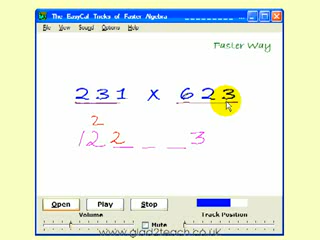 The EasyCal Tricks of Faster Algebra
File View Sound Options Help
Faster Way
231 x 623
2
122 _ _ _ 3
Open Play Stop
Volume Mute Track Position
www.glad2teach.co.uk